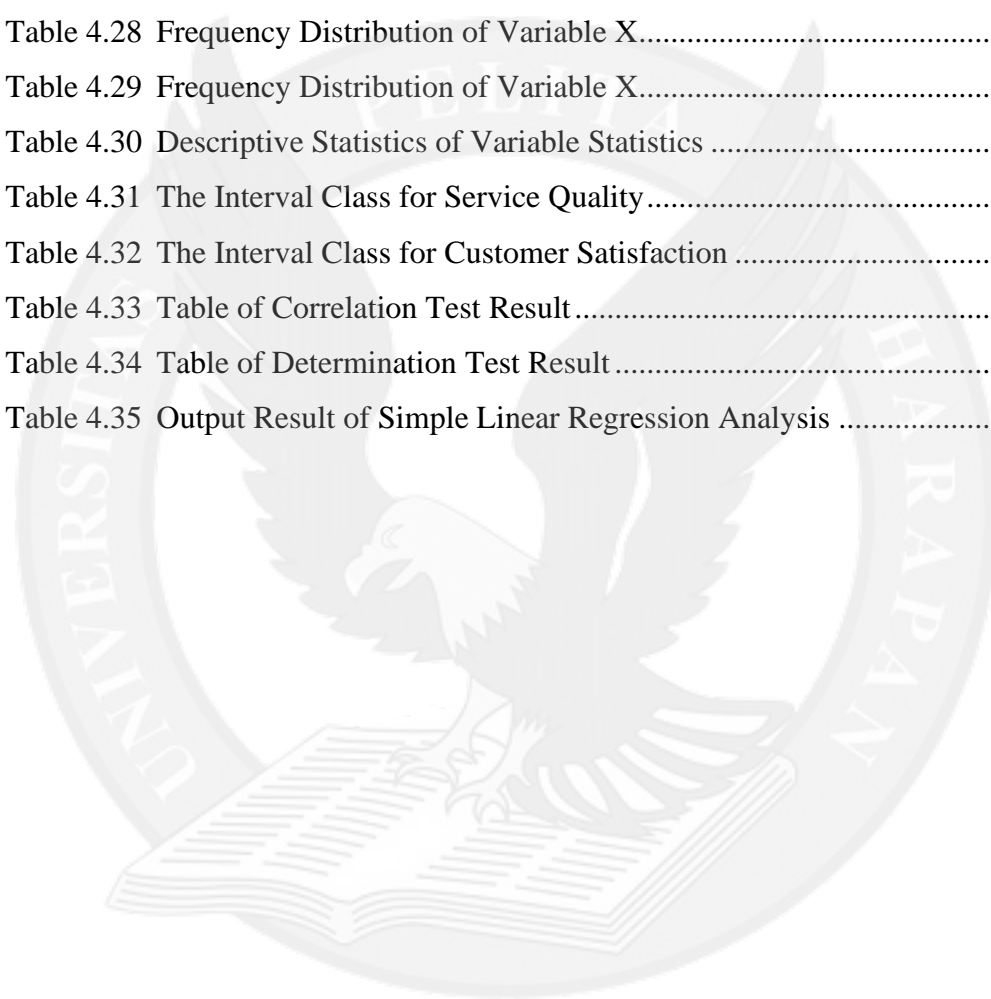 Table 4.28 Frequency Distribution of Variable X....................................................
Table 4.29 Frequency Distribution of Variable X....................................................
Table 4.30 Descriptive Statistics of Variable Statistics .........................................
Table 4.31 The Interval Class for Service Quality...................................................
Table 4.32 The Interval Class for Customer Satisfaction ......................................
Table 4.33 Table of Correlation Test Result.............................................................
Table 4.34 Table of Determination Test Result.......................................................
Table 4.35 Output Result of Simple Linear Regression Analysis ......................
UNIVERSITAS PELITA HARAPAN